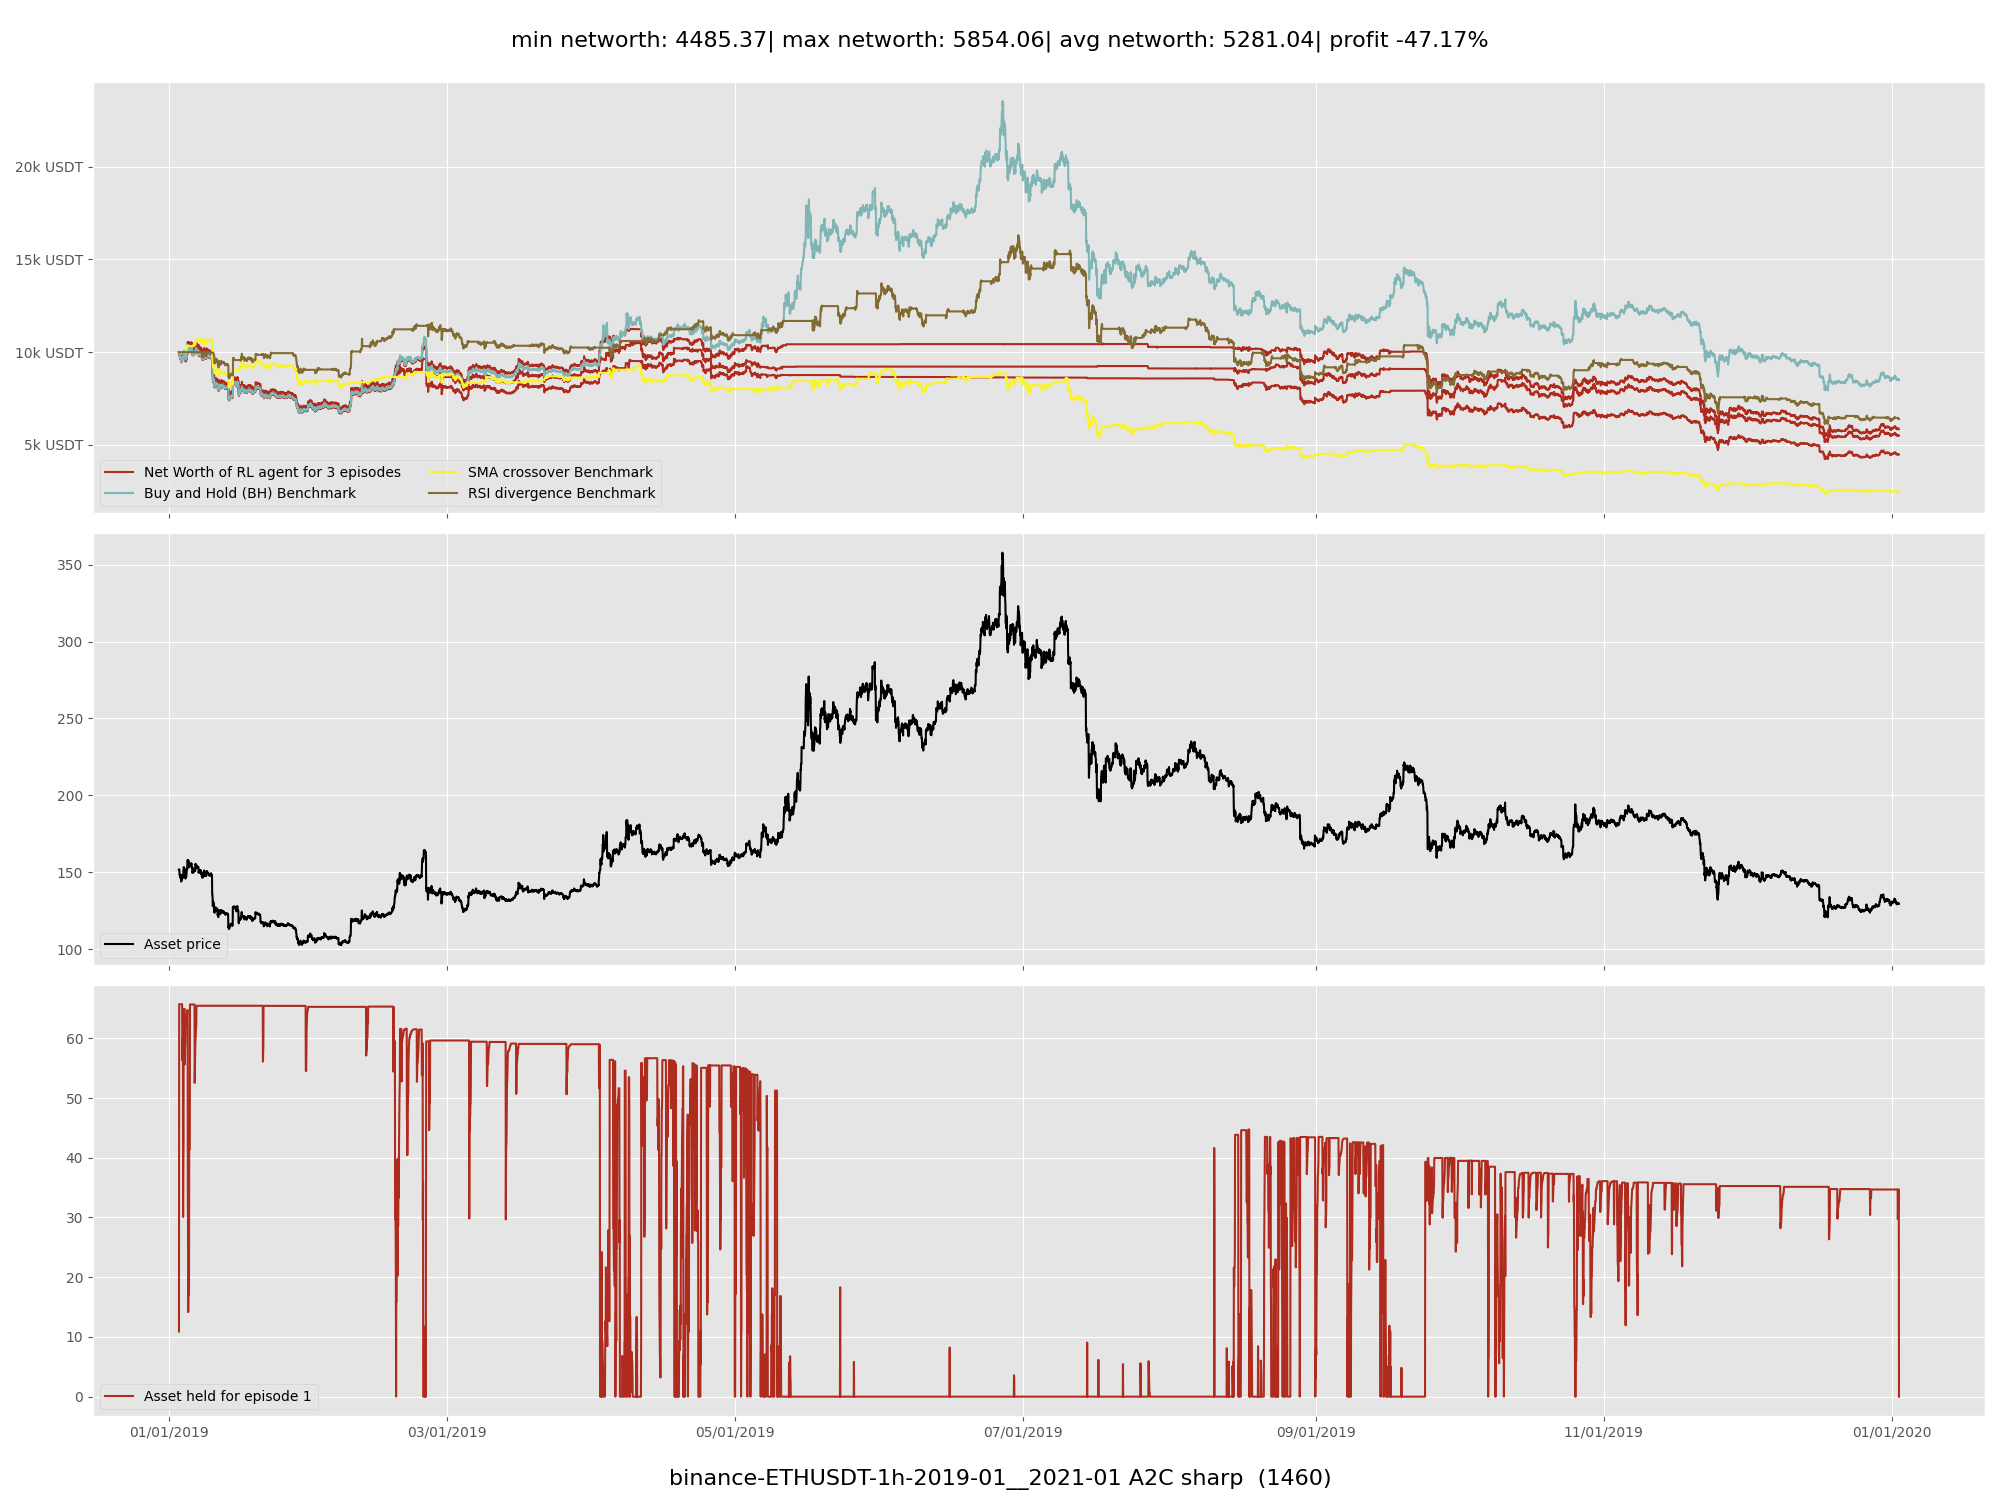 min networth: 4485.37| max networth: 5854.06| avg networth: 5281.04| profit -47.17%
20k USDT
15k USDT
10k USDT
5k USDT
Net Worth of RL agent for 3 episodes
Buy and Hold (BH) Benchmark
SMA crossover Benchmark
RSI divergence Benchmark
350
300
250
200
150
100
Asset price
60
50
40
30
20
10
0
Asset held for episode 1
01/01/2019 03/01/2019 05/01/2019 07/01/2019 09/01/2019 11/01/2019 01/01/2020
binance-ETHUSDT-1h-2019-01__2021-01 A2C sharp (1460)